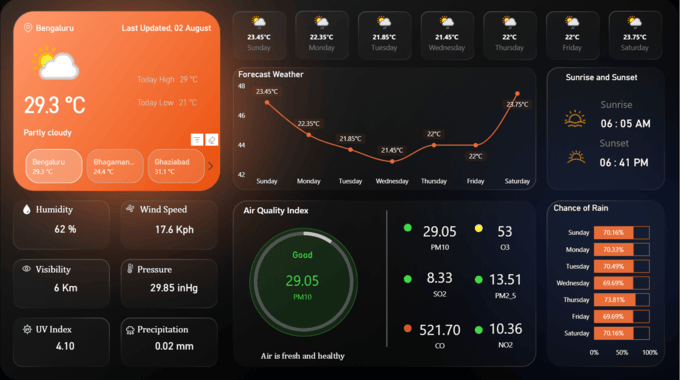 Bengaluru
Last Updated, 02 August
Today High 29 °C
29.3 °C
Today Low 21 °C
Partly cloudy
Bengaluru
29.3 °C
Bhagaman...
24.4 °C
Ghaziabad
31.1 °C
23.45°C
Sunday
22.35°C
Monday
21.85°C
Tuesday
21.45°C
Wednesday
22°C
Thursday
22°C
Friday
23.75°C
Saturday
Forecast Weather
48
46
44
42
23.45°C
22.35°C
21.85°C
21.45°C
22°C
22°C
23.75°C
Sunday Monday Tuesday Wednesday Thursday Friday Saturday
Sunrise and Sunset
Sunrise
06 : 05 AM
Sunset
06 : 41 PM
Humidity
62 %
Wind Speed
17.6 Kph
Visibility
6 Km
Pressure
29.85 inHg
UV Index
4.10
Precipitation
0.02 mm
Air Quality Index
Good
29.05
PM10
Air is fresh and healthy
29.05
PM10
53
O3
8.33
SO2
13.51
PM2_5
521.70
CO
10.36
NO2
Chance of Rain
Sunday 70.16%
Monday 70.33%
Tuesday 70.49%
Wednesday 69.69%
Thursday 73.81%
Friday 69.69%
Saturday 70.16%
0% 50% 100%